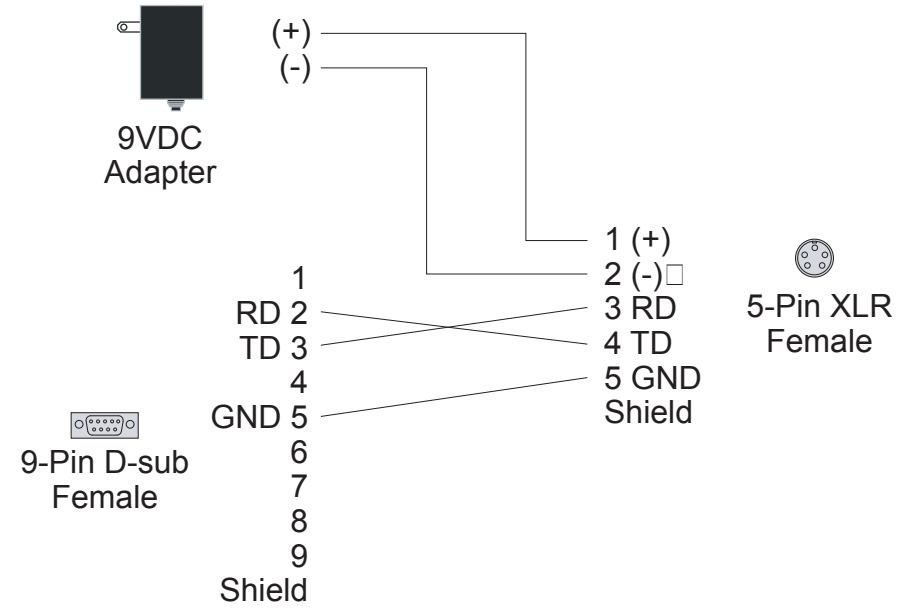 (+)
(-)
9VDC
Adapter
1 (+)
2 (-)□
3 RD
4 TD
5 GND
Shield
5-Pin XLR
Female
1
RD 2
TD 3
4
GND 5
6
7
8
9
Shield
9-Pin D-sub
Female